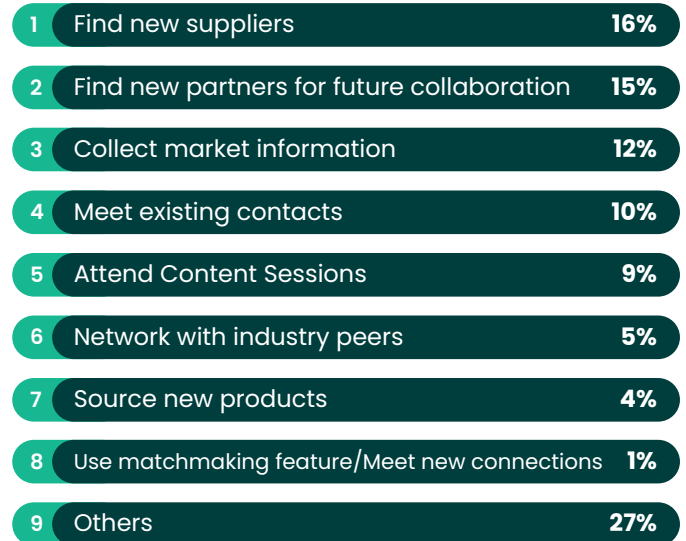 1 Find new suppliers 16%
2 Find new partners for future collaboration 15%
3 Collect market information 12%
4 Meet existing contacts 10%
5 Attend Content Sessions 9%
6 Network with industry peers 5%
7 Source new products 4%
8 Use matchmaking feature/Meet new connections 1%
9 Others 27%